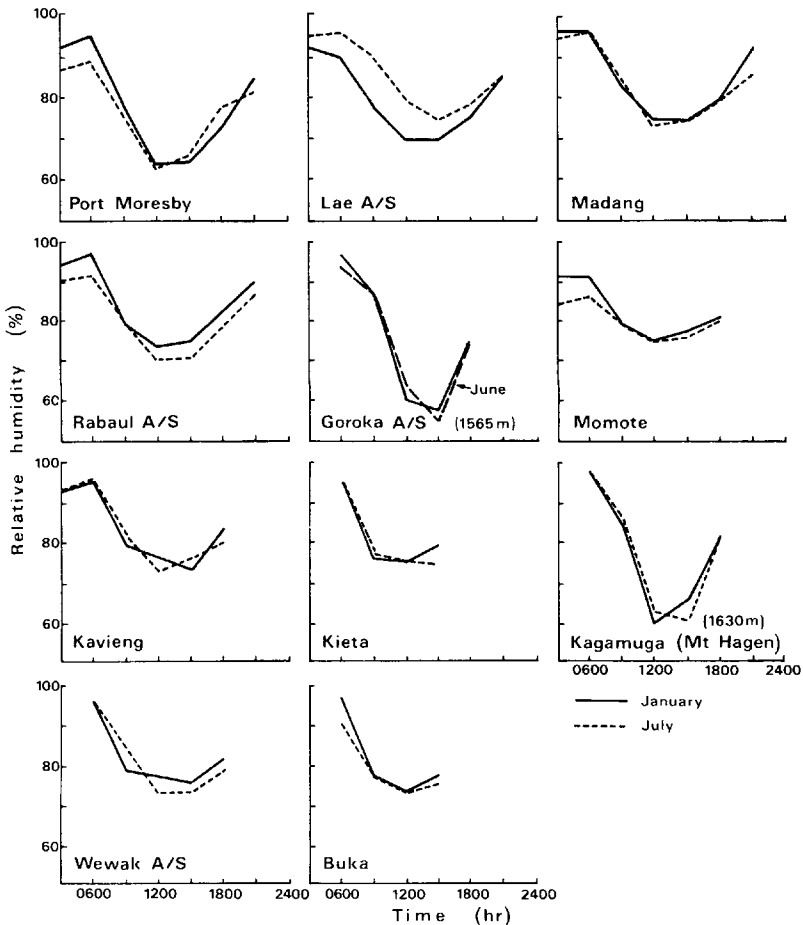 100
80
60
Port Moresby
Lae A/S
Madang
100
80
60
Rabaul A/S
June
Goroka A/S (1565m)
Momote
100
80
60
Kavieng
Kieta
(1630m)
Kagamuga (Mt Hagen)
0600 1200 1800 2400
January
July
100
80
60
Wewak A/S
Buka
0600 1200 1800 2400
0600 1200 1800 2400
Time (hr)
Relative humidity (%)